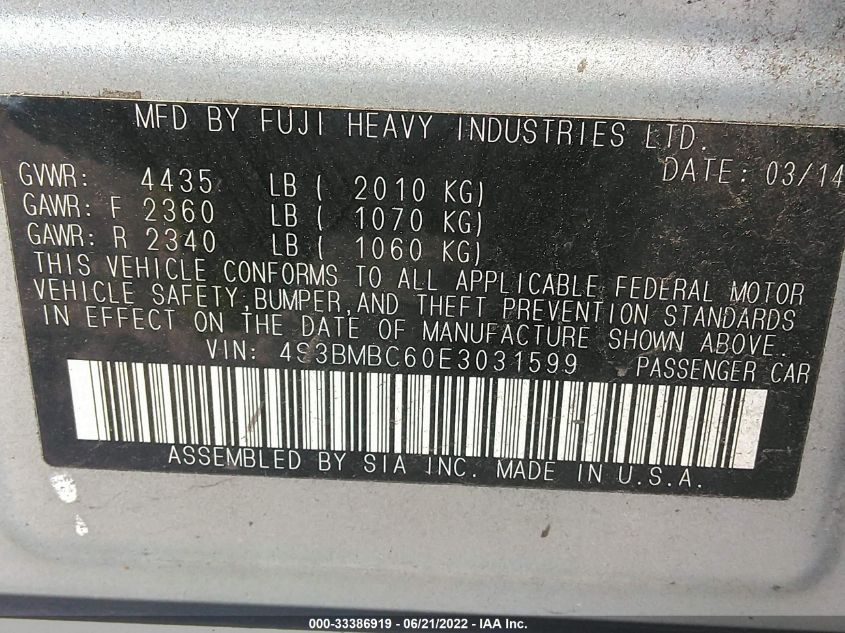 MFD BY FUJI HEAVY INDUSTRIES LTD.
DATE: 03/14
GVWR: 4435 LB ( 2010 KG)
GAWR: F 2360 LB ( 1070 KG)
GAWR: R 2340 LB ( 1060 KG)
THIS VEHICLE CONFORMS TO ALL APPLICABLE FEDERAL MOTOR
VEHICLE SAFETY,BUMPER,AND THEFT PREVENTION STANDARDS
IN EFFECT ON THE DATE OF MANUFACTURE SHOWN ABOVE.
VIN: 4S3BMBC60E3031599 PASSENGER CAR
ASSEMBLED BY SIA INC. MADE IN U.S.A.
000-33386919 - 06/21/2022 - IAA Inc.